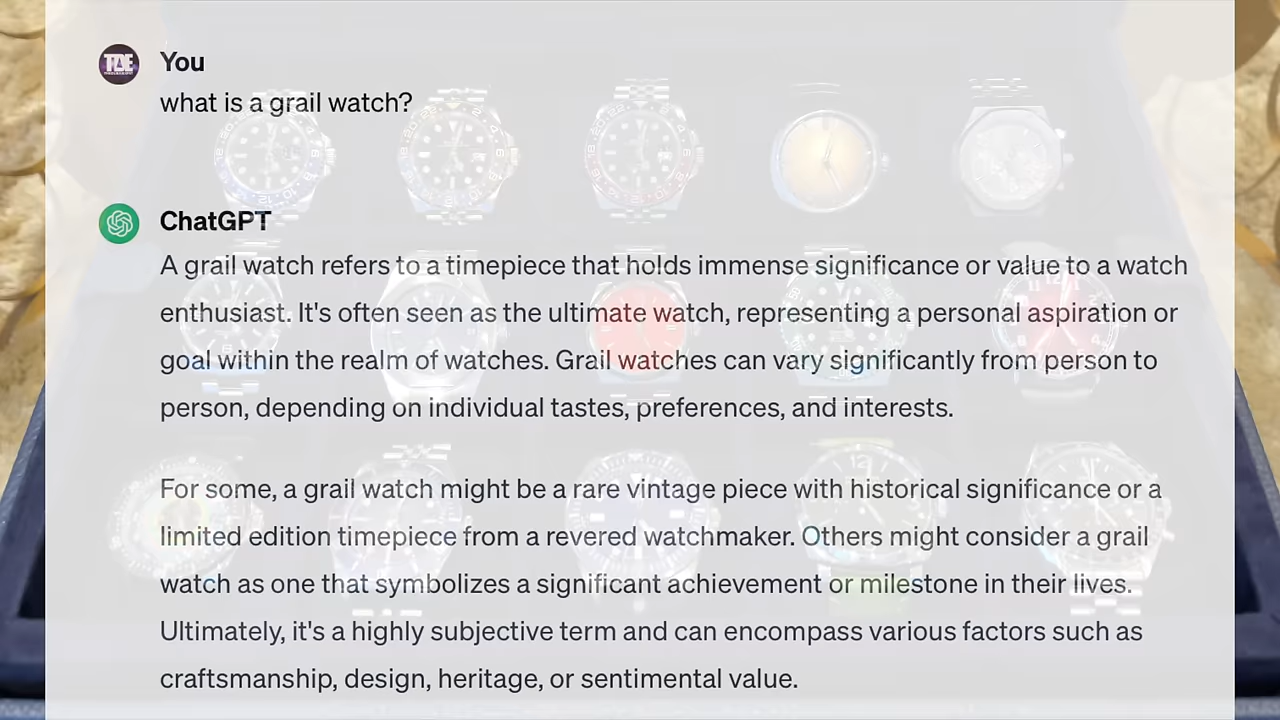 You
what is a grail watch?
ChatGPT
A grail watch refers to a timepiece that holds immense significance or value to a watch
enthusiast. It's often seen as the ultimate watch, representing a personal aspiration or
goal within the realm of watches. Grail watches can vary significantly from person to
person, depending on individual tastes, preferences, and interests.
For some, a grail watch might be a rare vintage piece with historical significance or a
limited edition timepiece from a revered watchmaker. Others might consider a grail
watch as one that symbolizes a significant achievement or milestone in their lives.
Ultimately, it's a highly subjective term and can encompass various factors such as
craftsmanship, design, heritage, or sentimental value.